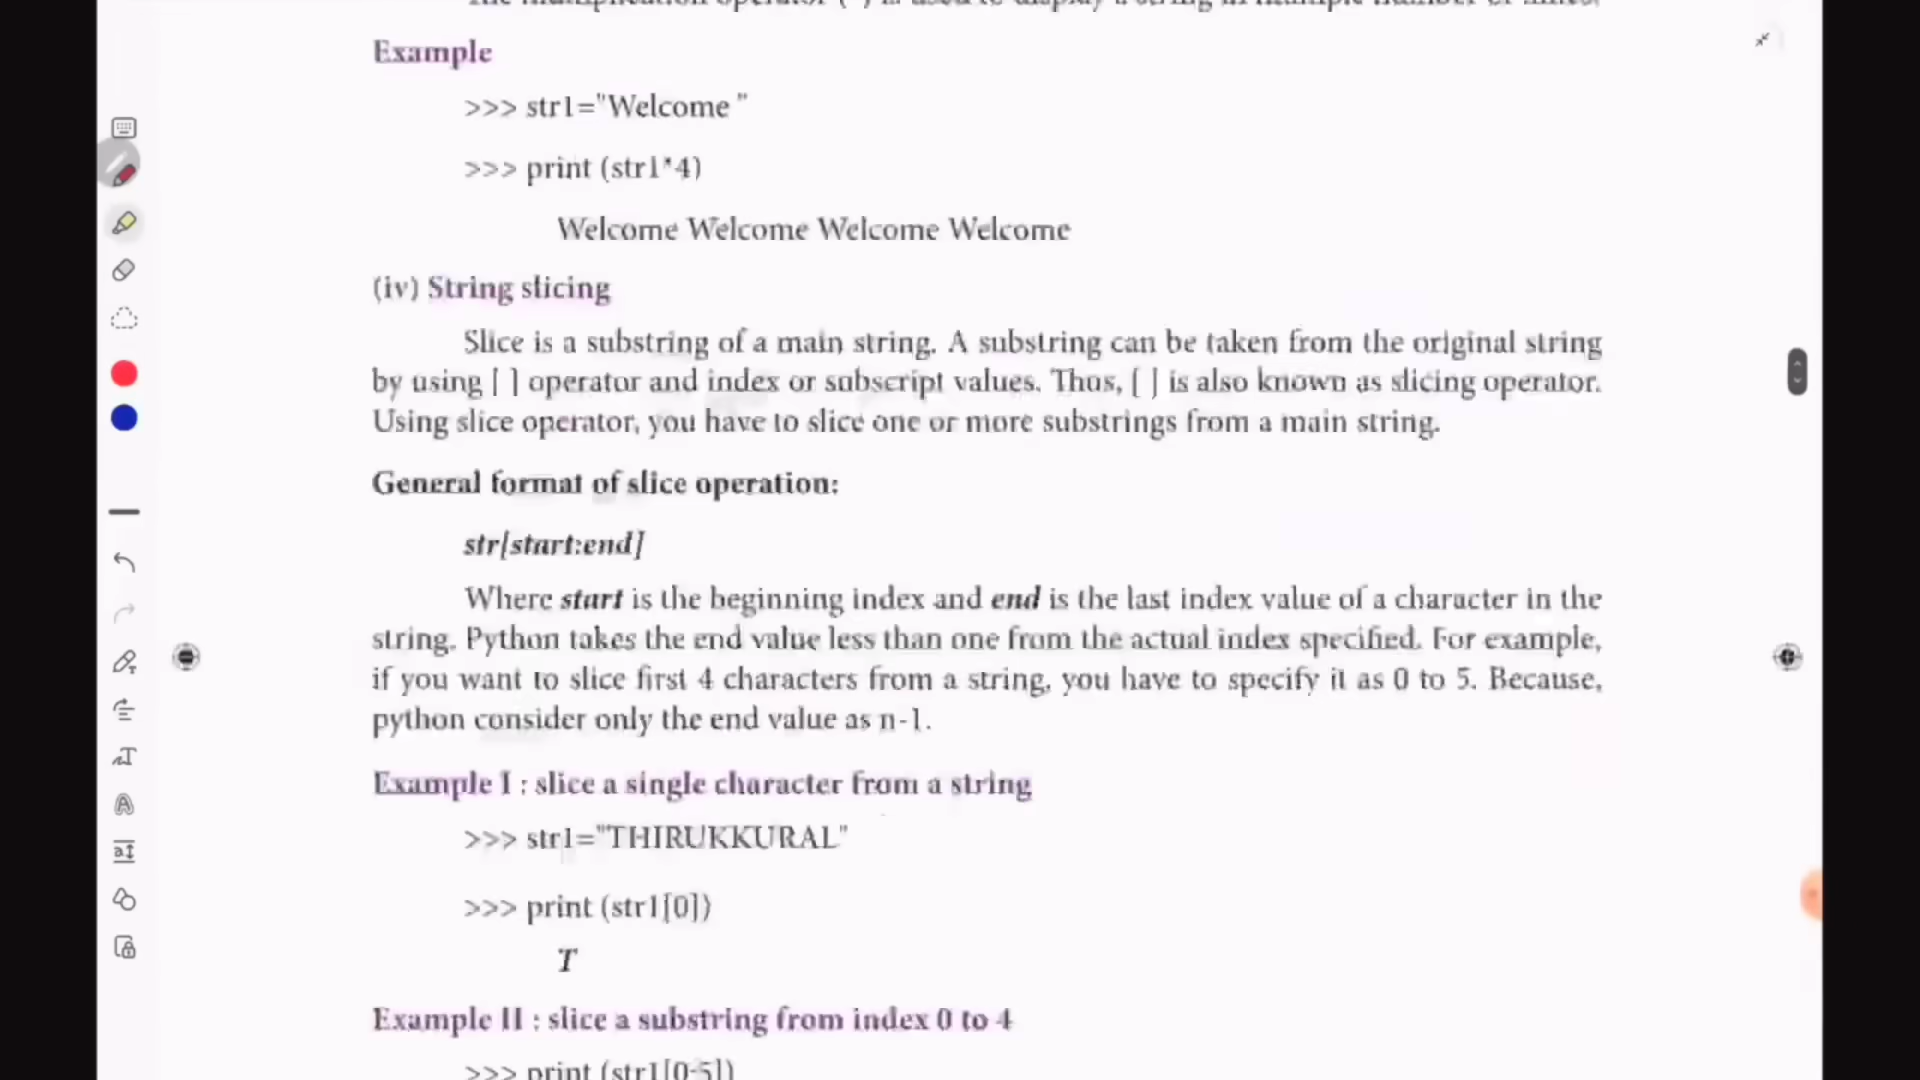 Example
>>> str1="Welcome "
>>> print (str1*4)
Welcome Welcome Welcome Welcome
(iv) String slicing
Slice is a substring of a main string. A substring can be taken from the original string
by using [ ] operator and index or subscript values. Thus, [ ] is also known as slicing operator.
Using slice operator, you have to slice one or more substrings from a main string.
General format of slice operation:
str[start:end]
Where start is the beginning index and end is the last index value of a character in the
string. Python takes the end value less than one from the actual index specified. For example,
if you want to slice first 4 characters from a string, you have to specify it as 0 to 5. Because,
python consider only the end value as n-1.
Example I : slice a single character from a string
>>> str1="THIRUKKURAL"
>>> print (str1[0])
T
Example II : slice a substring from index 0 to 4
>>> print (str1[0:5])